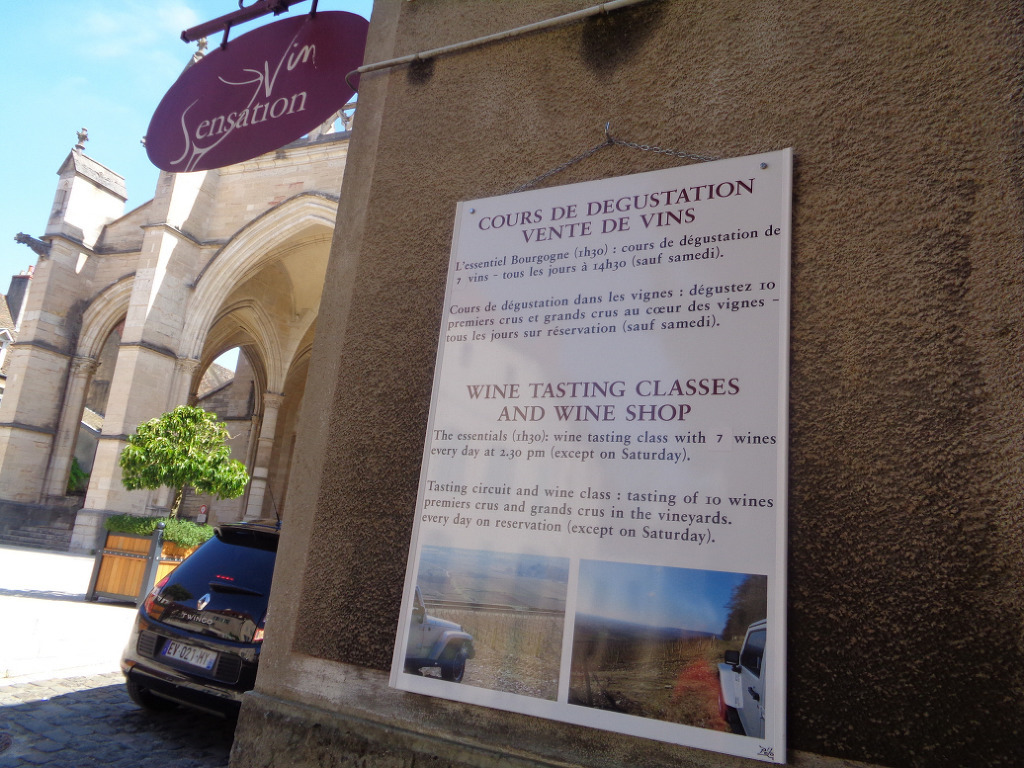 Vin
Sensation
COURS DE DEGUSTATION
VENTE DE VINS
L'essentiel Bourgogne (1h30) : cours de dégustation de
7 vins – tous les jours à 14h30 (sauf samedi).
Cours de dégustation dans les vignes : dégustez 10
premiers crus et grands crus au cœur des vignes –
tous les jours sur réservation (sauf samedi).
WINE TASTING CLASSES
AND WINE SHOP
The essentials (1h30): wine tasting class with 7 wines
every day at 2.30 pm (except on Saturday).
Tasting circuit and wine class : tasting of 10 wines
premiers crus and grands crus in the vineyards.
every day on reservation (except on Saturday).
TWINGO